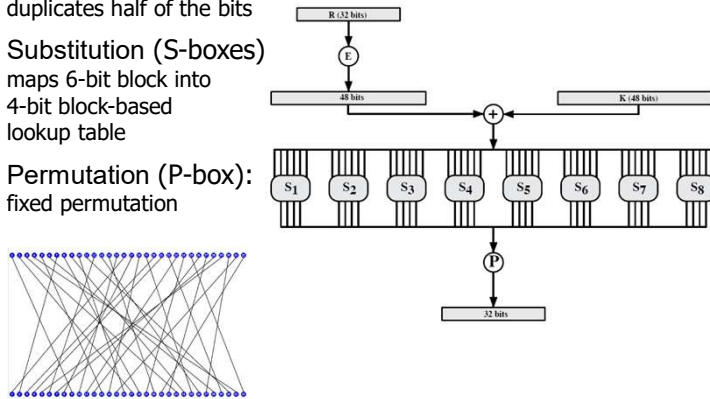 duplicates half of the bits
Substitution (S-boxes)
maps 6-bit block into
4-bit block-based
lookup table
Permutation (P-box):
fixed permutation
R (32 bits)
E
48 bits
K (48 bits)
+
S1 S2 S3 S4 S5 S6 S7 S8
P
32 bits